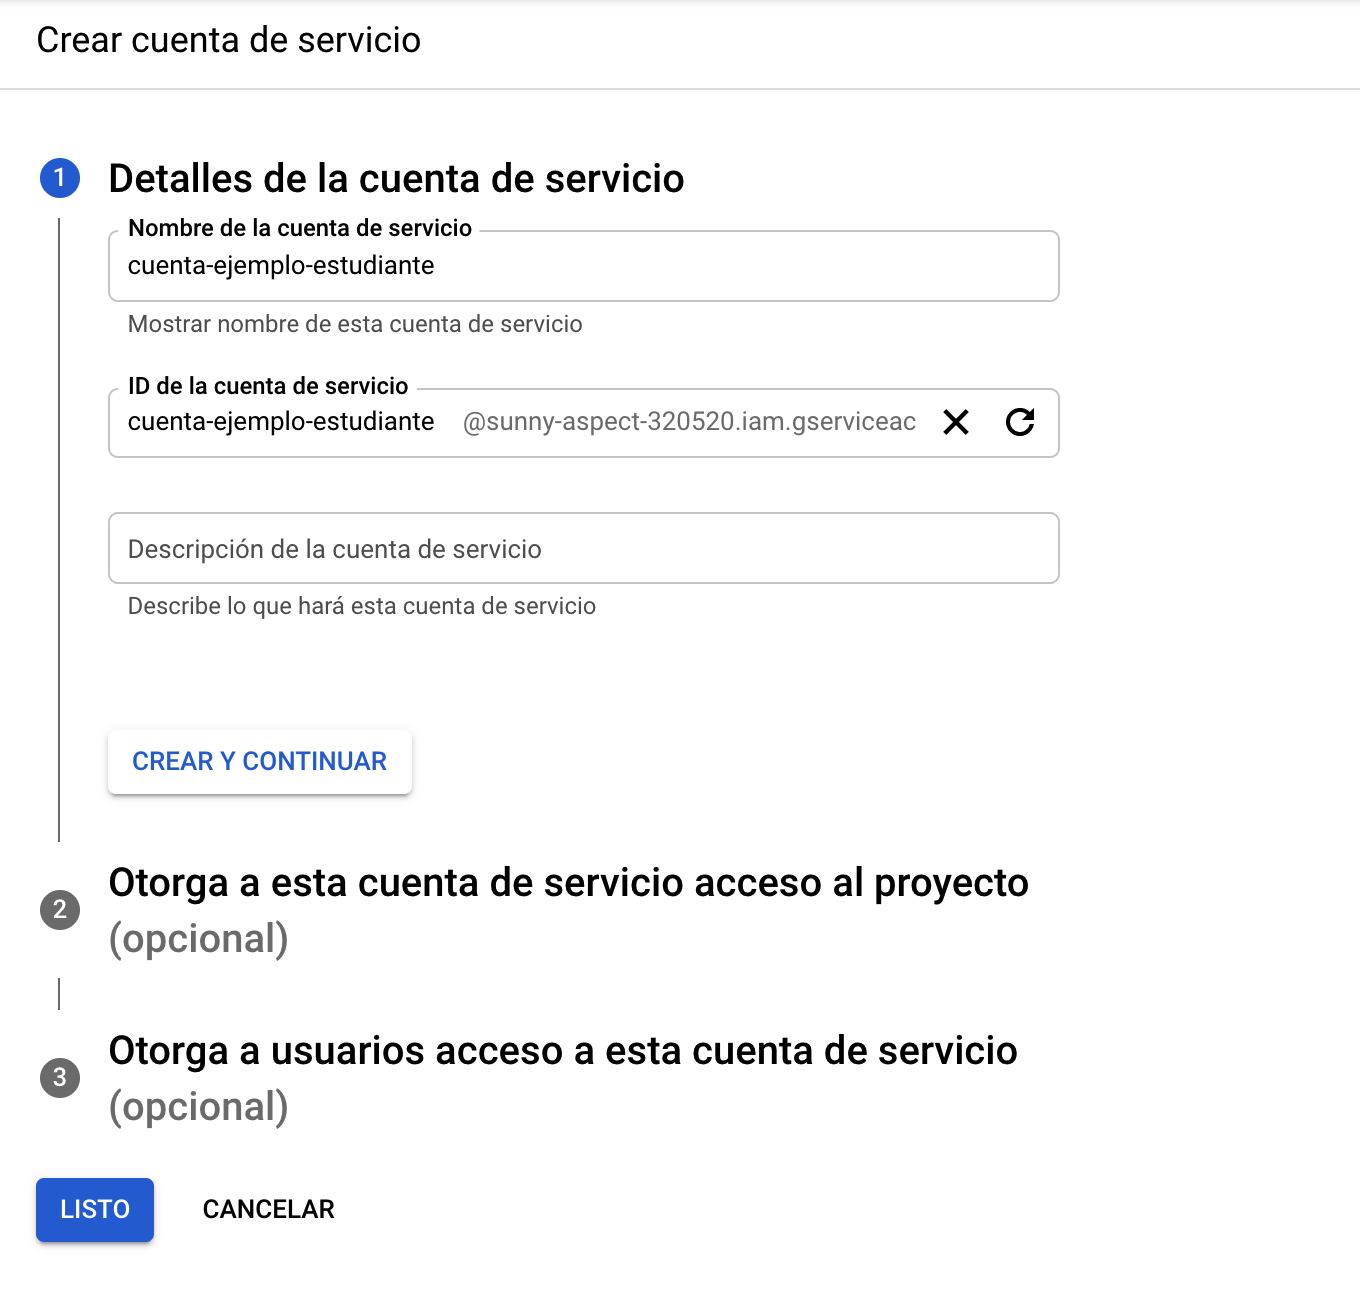 Crear cuenta de servicio
1 Detalles de la cuenta de servicio
Nombre de la cuenta de servicio
cuenta-ejemplo-estudiante
Mostrar nombre de esta cuenta de servicio
ID de la cuenta de servicio
cuenta-ejemplo-estudiante @sunny-aspect-320520.iam.gserviceac
Descripción de la cuenta de servicio
Describe lo que hará esta cuenta de servicio
CREAR Y CONTINUAR
2 Otorga a esta cuenta de servicio acceso al proyecto
(opcional)
3 Otorga a usuarios acceso a esta cuenta de servicio
(opcional)
LISTO CANCELAR